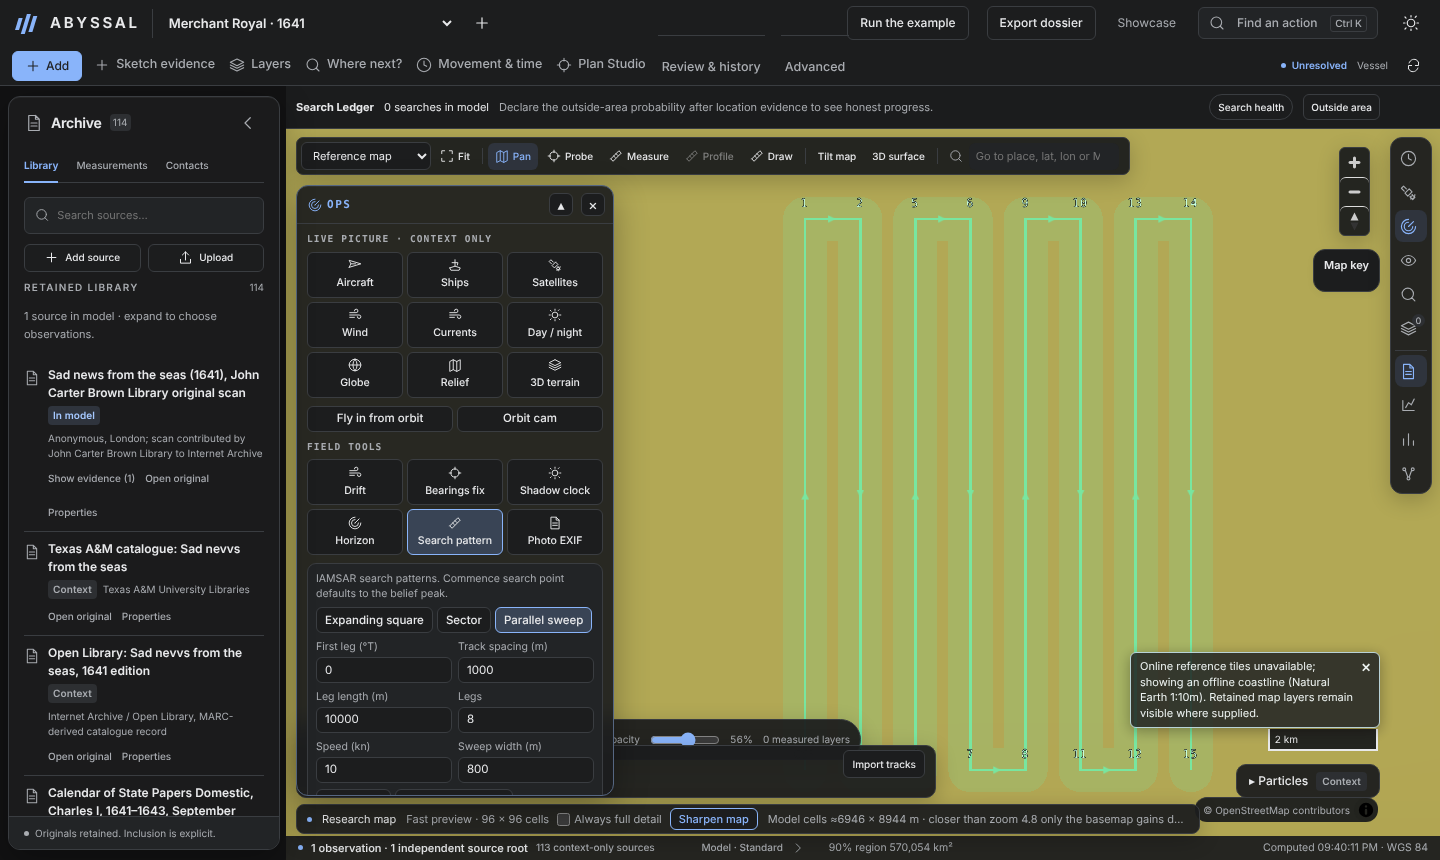 ABYSSAL
Merchant Royal · 1641
Run the example
Export dossier
Showcase
Find an action
Ctrl K
Add
Sketch evidence
Layers
Where next?
Movement & time
Plan Studio
Review & history
Advanced
Unresolved
Vessel
Search Ledger
0 searches in model
Declare the outside-area probability after location evidence to see honest progress.
Search health
Outside area
Archive
114
Library
Measurements
Contacts
Search sources...
Add source
Upload
RETAINED LIBRARY
114
1 source in model · expand to choose
observations.
Sad news from the seas (1641), John
Carter Brown Library original scan
In model
Anonymous, London; scan contributed by
John Carter Brown Library to Internet Archive
Show evidence (1)
Open original
Properties
Texas A&M catalogue: Sad nevvs
from the seas
Context
Texas A&M University Libraries
Open original
Properties
Open Library: Sad nevvs from the
seas, 1641 edition
Context
Internet Archive / Open Library, MARC-
derived catalogue record
Open original
Properties
Calendar of State Papers Domestic,
Charles I, 1641–1643, September
Originals retained. Inclusion is explicit.
Reference map
Fit
Pan
Probe
Measure
Profile
Draw
Tilt map
3D surface
Go to place, lat, lon or M
OPS
LIVE PICTURE · CONTEXT ONLY
Aircraft
Ships
Satellites
Wind
Currents
Day / night
Globe
Relief
3D terrain
Fly in from orbit
Orbit cam
FIELD TOOLS
Drift
Bearings fix
Shadow clock
Horizon
Search pattern
Photo EXIF
IAMSAR search patterns. Commence search point
defaults to the belief peak.
Expanding square
Sector
Parallel sweep
First leg (°T)
Track spacing (m)
0
1000
Leg length (m)
Legs
10000
8
Speed (kn)
Sweep width (m)
10
800
1
2
5
6
9
10
13
14
7
8
11
12
15
Map key
0
Online reference tiles unavailable;
showing an offline coastline (Natural
Earth 1:10m). Retained map layers remain
visible where supplied.
2 km
pacity
56%
0 measured layers
Import tracks
Particles
Context
© OpenStreetMap contributors
Research map
Fast preview · 96 × 96 cells
Always full detail
Sharpen map
Model cells ≈6946 × 8944 m · closer than zoom 4.8 only the basemap gains d...
1 observation · 1 independent source root
113 context-only sources
Model · Standard
90% region 570,054 km²
Computed 09:40:11 PM · WGS 84